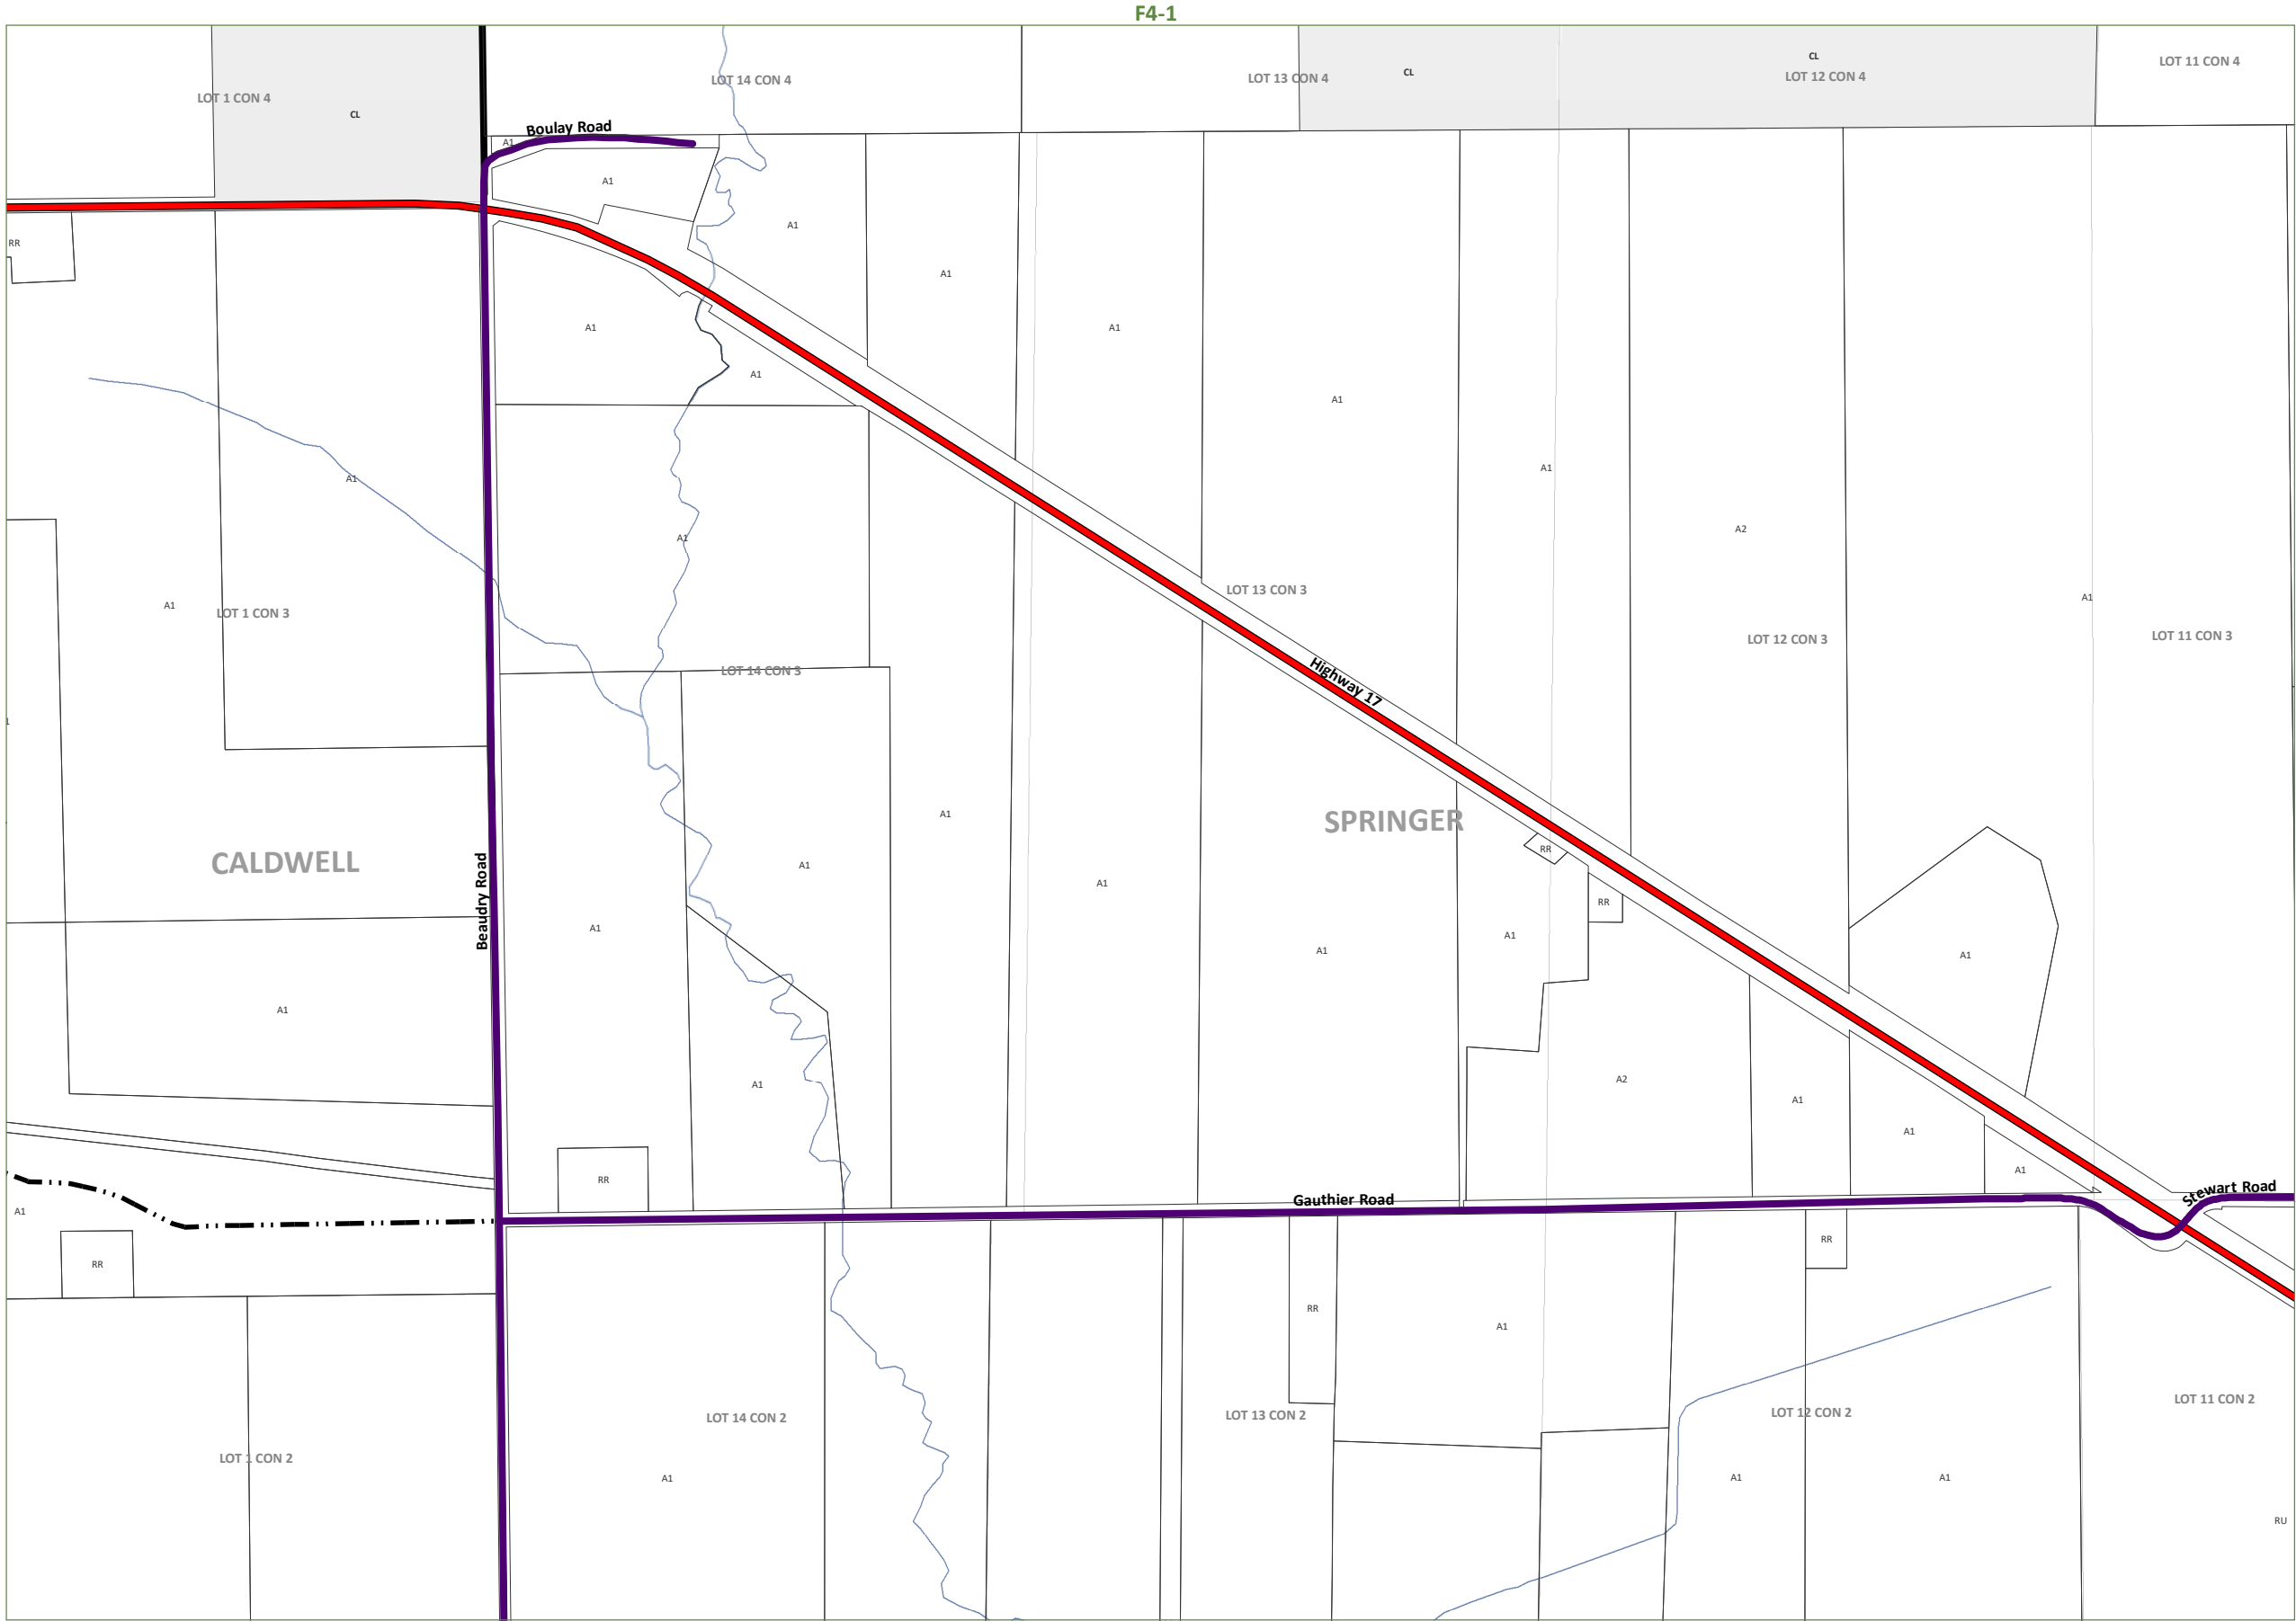 F4-1
LOT 1 CON 4
CL
LOT 14 CON 4
LOT 13 CON 4
CL
CL
LOT 12 CON 4
LOT 11 CON 4
Boulay Road
A1
A1
RR
A1
A1
A1
A1
A1
A1
A1
A1
A1
A2
A1
A1
A1
LOT 1 CON 3
LOT 13 CON 3
LOT 12 CON 3
LOT 11 CON 3
LOT 14 CON 3
Highway 17
A1
SPRINGER
CALDWELL
Beaudry Road
RR
A1
A1
RR
A1
A1
A1
A1
A1
A1
A2
A1
A1
A1
RR
Gauthier Road
Stewart Road
A1
RR
RR
RR
A1
LOT 14 CON 2
LOT 13 CON 2
LOT 12 CON 2
LOT 11 CON 2
LOT 1 CON 2
A1
A1
A1
RU